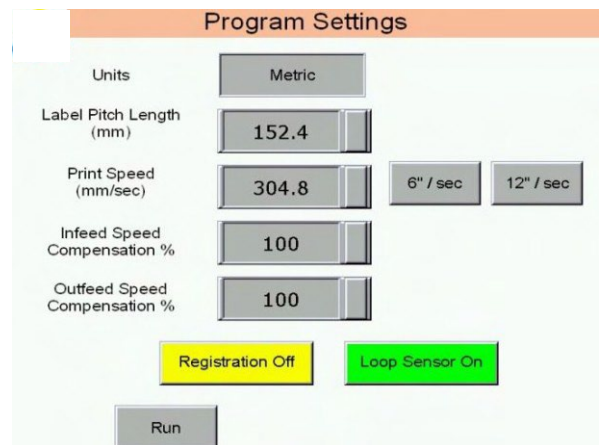 Program Settings
Units
Metric
Label Pitch Length
(mm)
152.4
Print Speed
(mm/sec)
304.8
6" / sec
12" / sec
Infeed Speed
Compensation %
100
Outfeed Speed
Compensation %
100
Registration Off
Loop Sensor On
Run